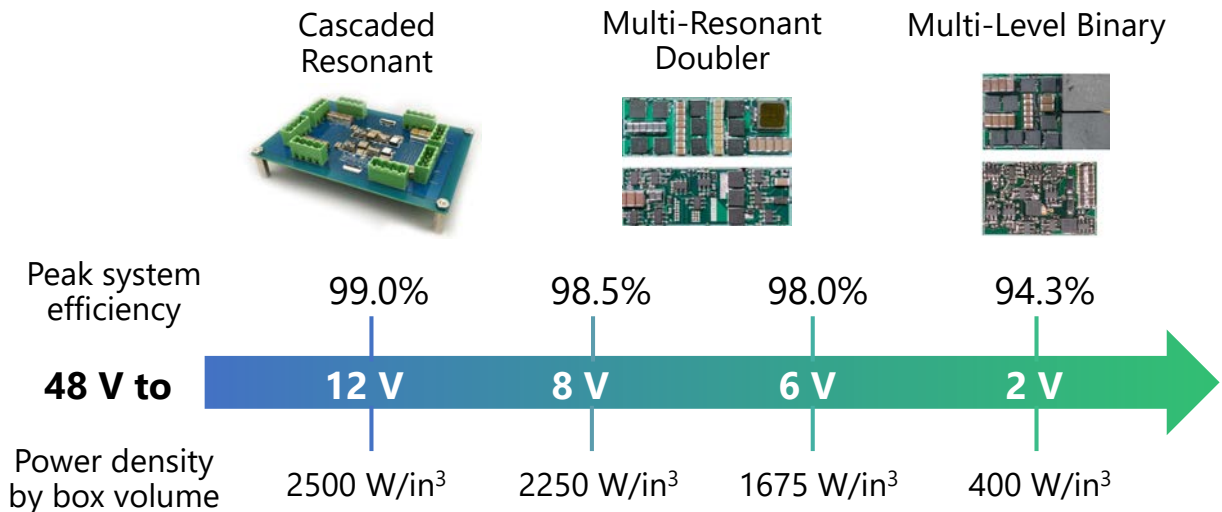 Cascaded
Resonant
Multi-Resonant
Doubler
Multi-Level Binary
Peak system
efficiency
99.0%
98.5%
98.0%
94.3%
48 V to
12 V
8 V
6 V
2 V
Power density
by box volume
2500 W/in³
2250 W/in³
1675 W/in³
400 W/in³